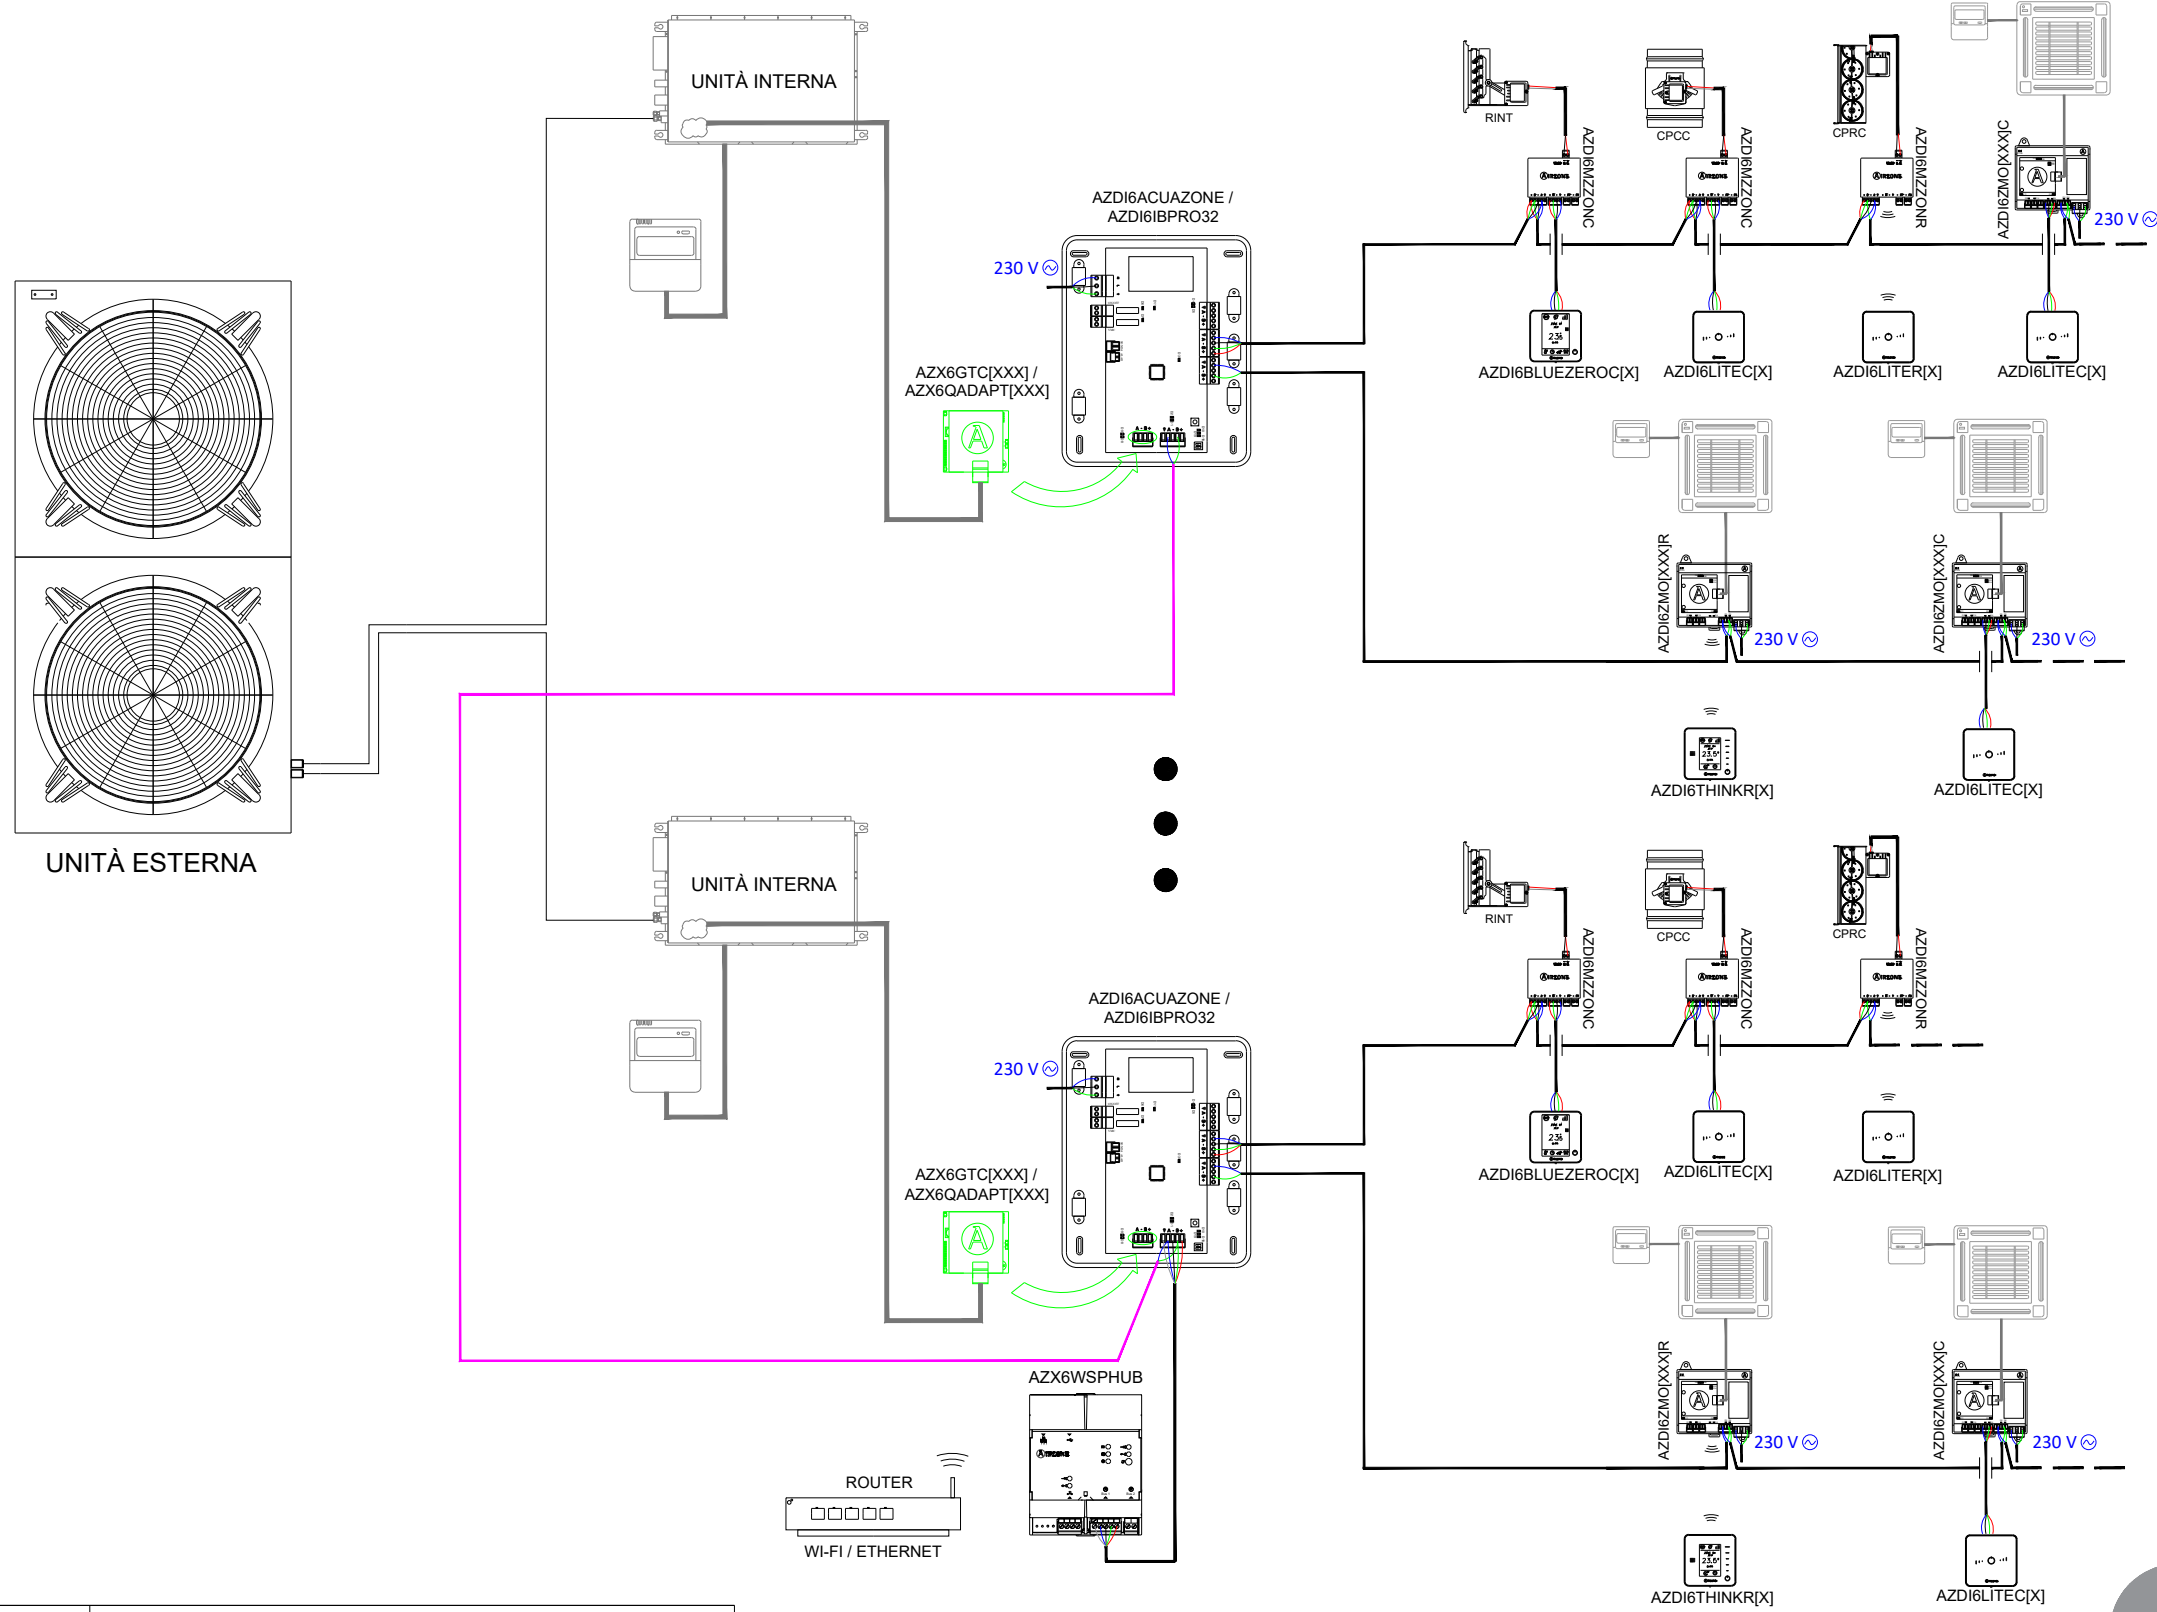 UNITÀ INTERNA
RINT
CPCC
CPRC
AZDI6MZZONC
AZDI6MZZONC
AZDI6MZZONR
AZDI6ZMO[XXX]C
230 V
AZDI6ACUAZONE /
AZDI6IBPRO32
230 V
AZX6GTC[XXX] /
AZX6QADAPT[XXX]
AZDI6BLUEZEROC[X]
AZDI6LITEC[X]
AZDI6LITER[X]
AZDI6LITEC[X]
AZDI6ZMO[XXX]R
230 V
AZDI6ZMO[XXX]C
230 V
AZDI6THINKR[X]
AZDI6LITEC[X]
UNITÀ ESTERNA
UNITÀ INTERNA
RINT
CPCC
CPRC
AZDI6MZZONC
AZDI6MZZONC
AZDI6MZZONR
AZDI6ACUAZONE /
AZDI6IBPRO32
230 V
AZX6GTC[XXX] /
AZX6QADAPT[XXX]
AZDI6BLUEZEROC[X]
AZDI6LITEC[X]
AZDI6LITER[X]
AZDI6ZMO[XXX]R
230 V
AZDI6ZMO[XXX]C
230 V
AZX6WSPHUB
AIRZONE
ROUTER
WI-FI / ETHERNET
AZDI6THINKR[X]
AZDI6LITEC[X]